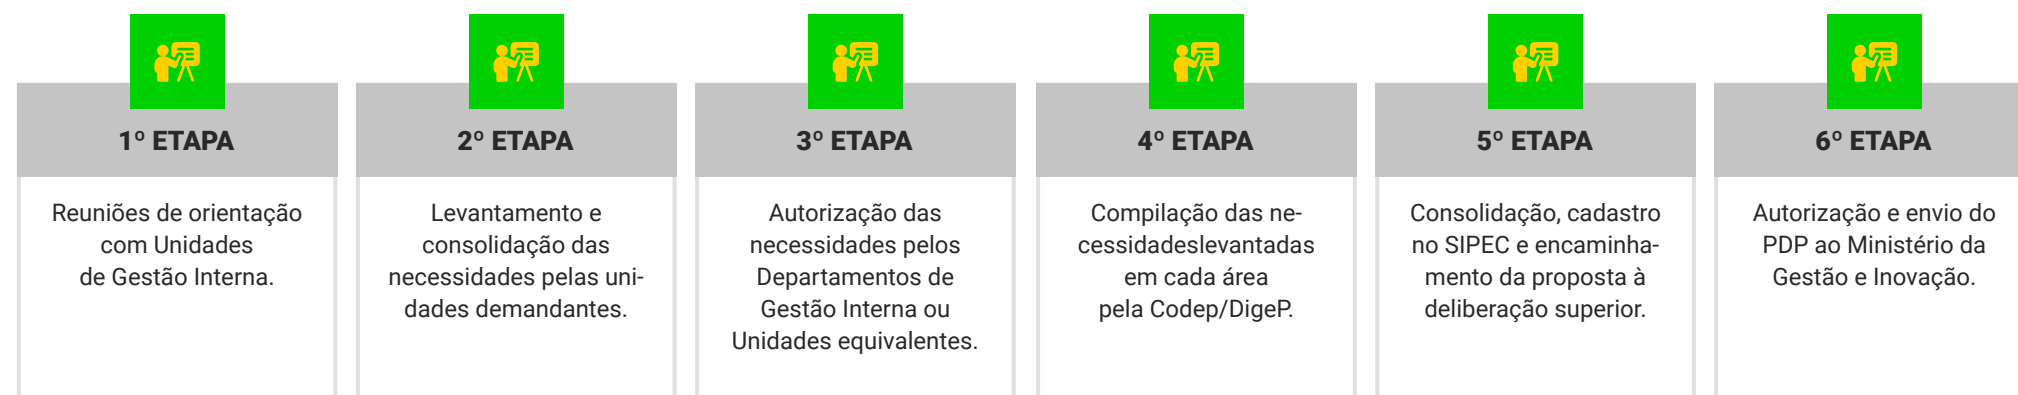 1º ETAPA
Reuniões de orientação
com Unidades
de Gestão Interna.
2º ETAPA
Levantamento e
consolidação das
necessidades pelas uni-
dades demandantes.
3º ETAPA
Autorização das
necessidades pelos
Departamentos de
Gestão Interna ou
Unidades equivalentes.
4º ETAPA
Compilação das ne-
cessidadeslevantadas
em cada área
pela Codep/DigeP.
5º ETAPA
Consolidação, cadastro
no SIPEC e encaminha-
mento da proposta à
deliberação superior.
6º ETAPA
Autorização e envio do
PDP ao Ministério da
Gestão e Inovação.